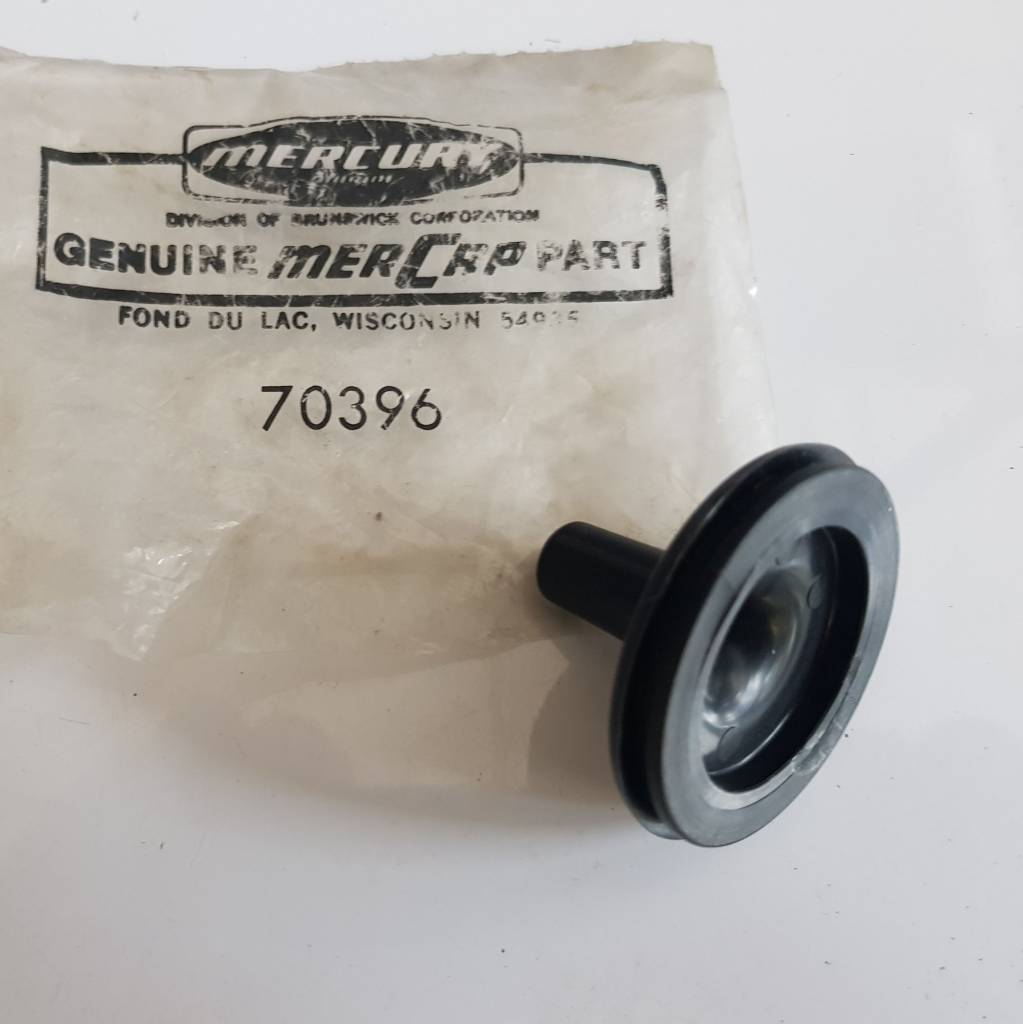 MERCURY
DIVISION OF BRUNSWICK CORPORATION
GENUINE MERCRP PART
FOND DU LAC, WISCONSIN
70396